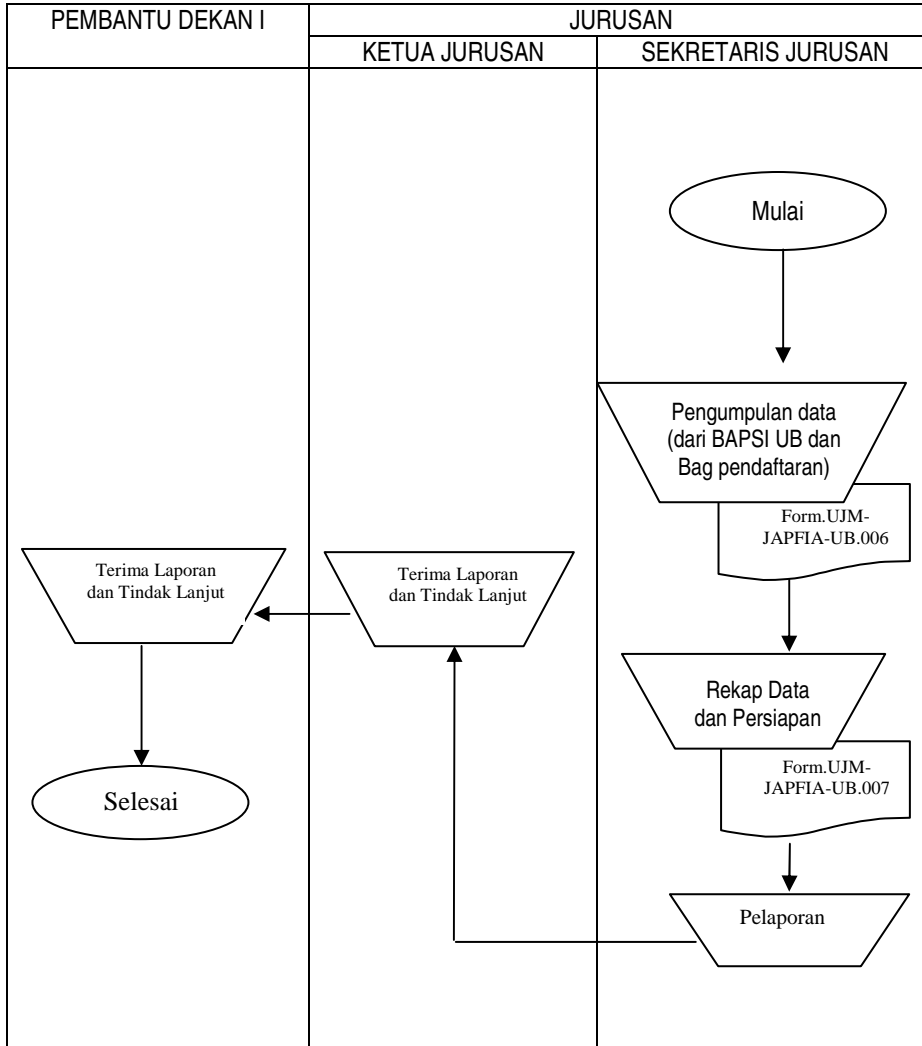 PEMBANTU DEKAN I
JURUSAN
KETUA JURUSAN
SEKRETARIS JURUSAN
Mulai
Pengumpulan data
(dari BAPSI UB dan
Bag pendaftaran)
Form.UJM-
JAPFIA-UB.006
Terima Laporan
dan Tindak Lanjut
Terima Laporan
dan Tindak Lanjut
Rekap Data
dan Persiapan
Form.UJM-
JAPFIA-UB.007
Selesai
Pelaporan